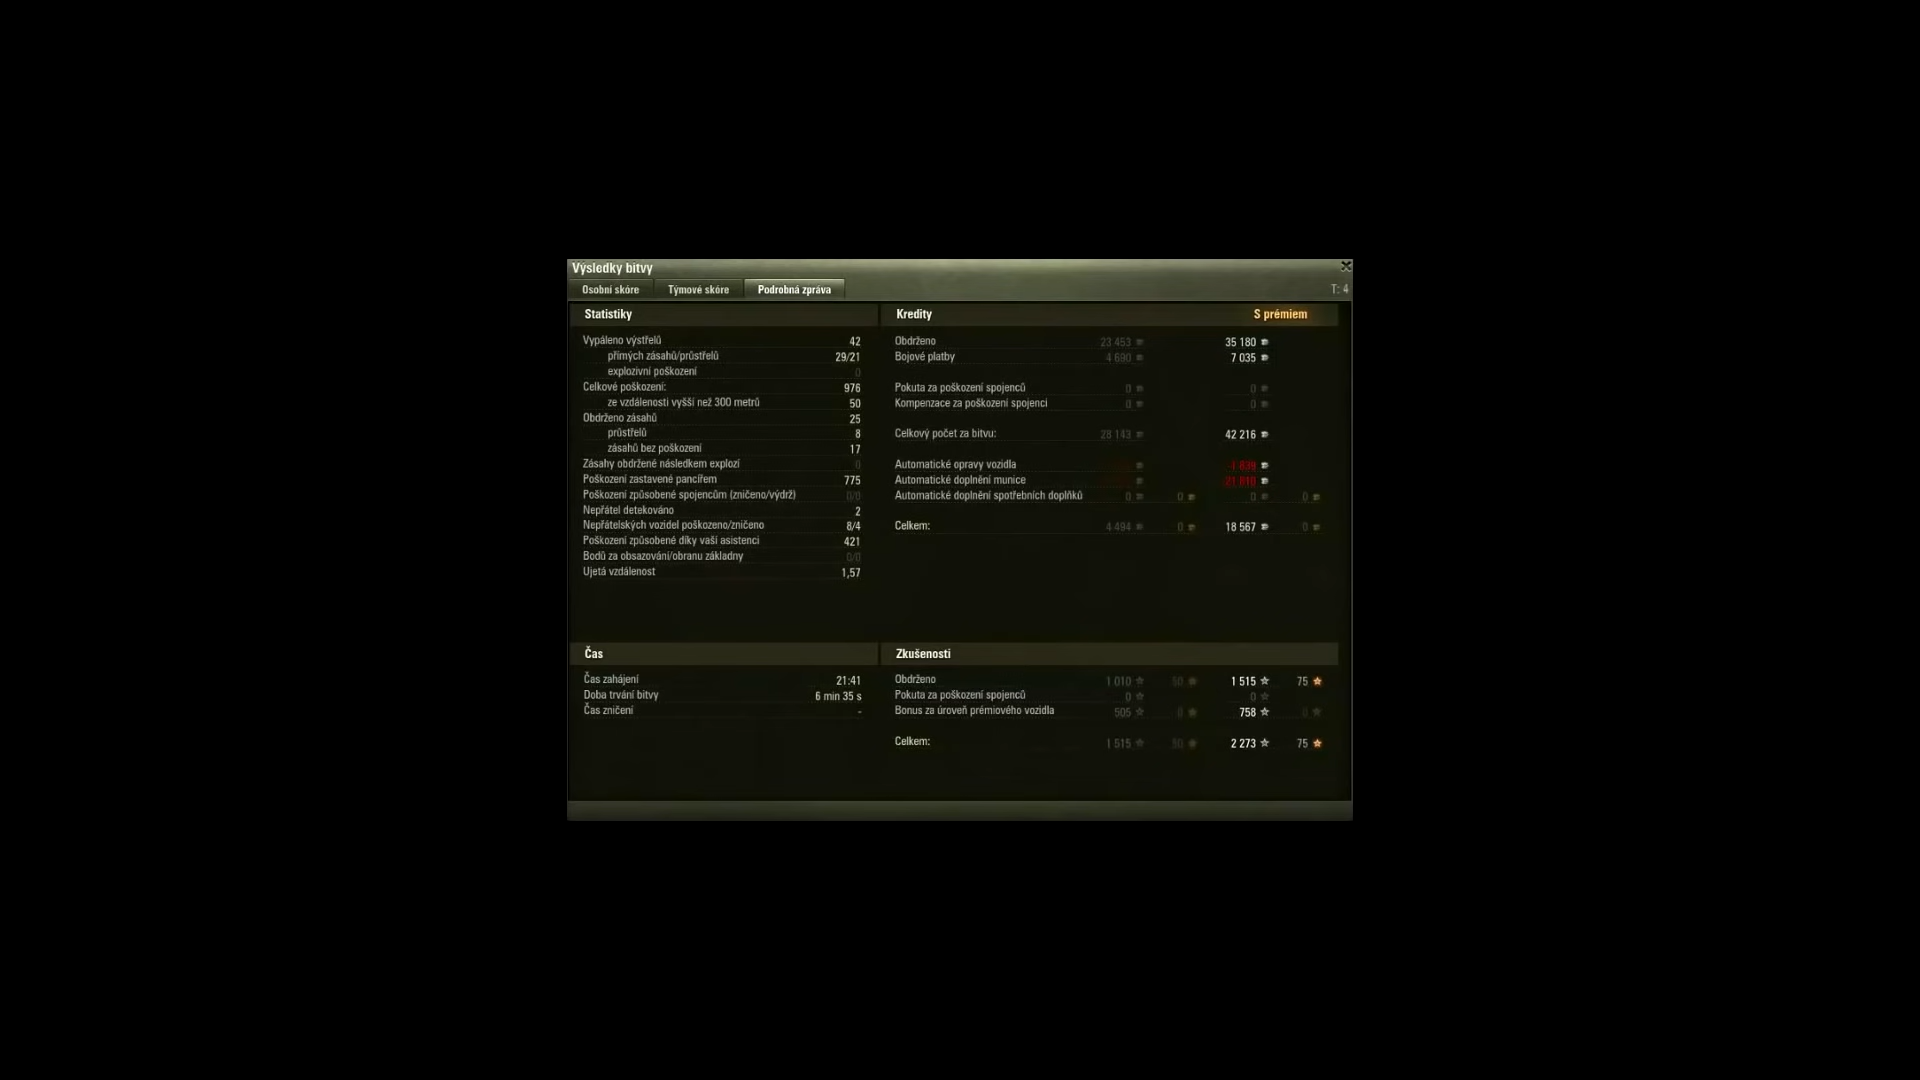 Výsledky bitvy
Osobní skóre Týmové skóre Podrobná zpráva T: 4
Statistiky
Vypáleno výstřelů 42
přímých zásahů/průstřelů 29/21
explozivní poškození 0
Celkové poškození: 976
ze vzdálenosti vyšší než 300 metrů 50
Obdrženo zásahů 25
průstřelů 8
zásahů bez poškození 17
Zásahy obdržené následkem explozí 0
Poškození zastavené pancířem 775
Poškození způsobené spojencům (zničeno/výdrž) 0/0
Nepřátel detekováno 2
Nepřátelských vozidel poškozeno/zničeno 8/4
Poškození způsobené díky vaší asistenci 421
Bodů za obsazování/obranu základny 0/0
Ujetá vzdálenost 1,57
Kredity S prémiem
Obdrženo 23 453 35 180
Bojové platby 4 690 7 035
Pokuta za poškození spojenců 0 0
Kompenzace za poškození spojenci 0 0
Celkový počet za bitvu: 28 143 42 216
Automatické opravy vozidla -1 839
Automatické doplnění munice -21 810
Automatické doplnění spotřebních doplňků 0 0 0 0
Celkem: 4 494 0 18 567 0
Čas
Čas zahájení 21:41
Doba trvání bitvy 6 min 35 s
Čas zničení -
Zkušenosti
Obdrženo 1 010 50 1 515 75
Pokuta za poškození spojenců 0 0
Bonus za úroveň prémiového vozidla 505 0 758 0
Celkem: 1 515 50 2 273 75